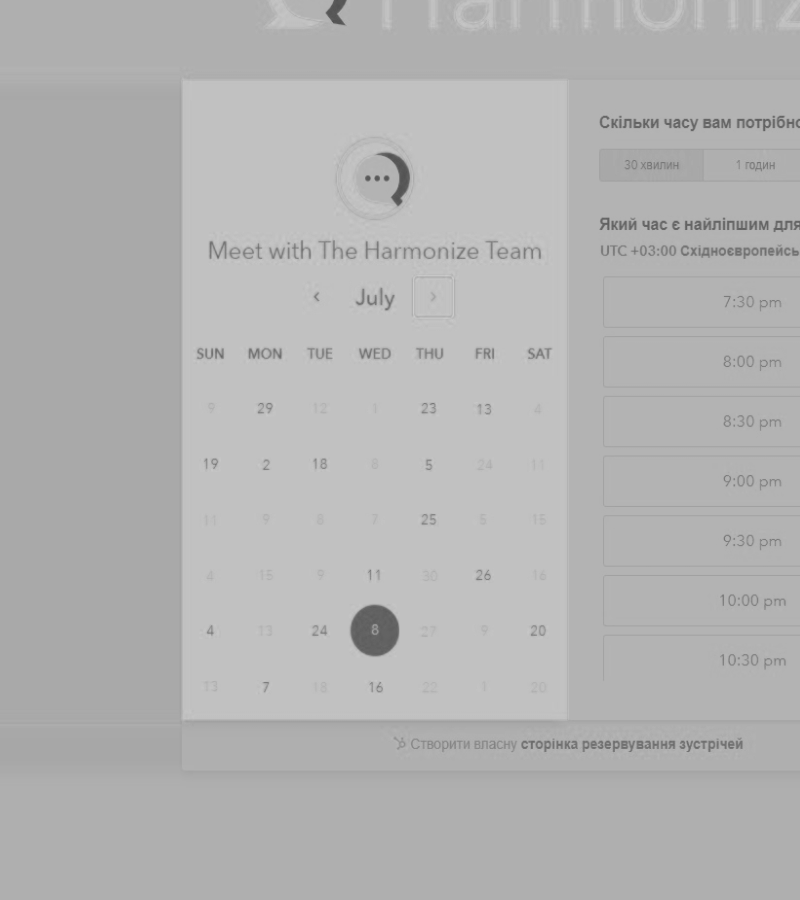 Harmoniz
Meet with The Harmonize Team
July
SUN MON TUE WED THU FRI SAT
9 29 12 1 23 13 4
19 2 18 8 5 24 11
11 9 8 7 25 5 15
4 15 9 11 30 26 16
4 13 24 8 27 9 20
13 7 18 16 22 1 20
Скільки часу вам потрібно
30 хвилин 1 годин
Який час є найліпшим для
UTC +03:00 Східноєвропейсь
7:30 pm
8:00 pm
8:30 pm
9:00 pm
9:30 pm
10:00 pm
10:30 pm
Створити власну сторінка резервування зустрічей